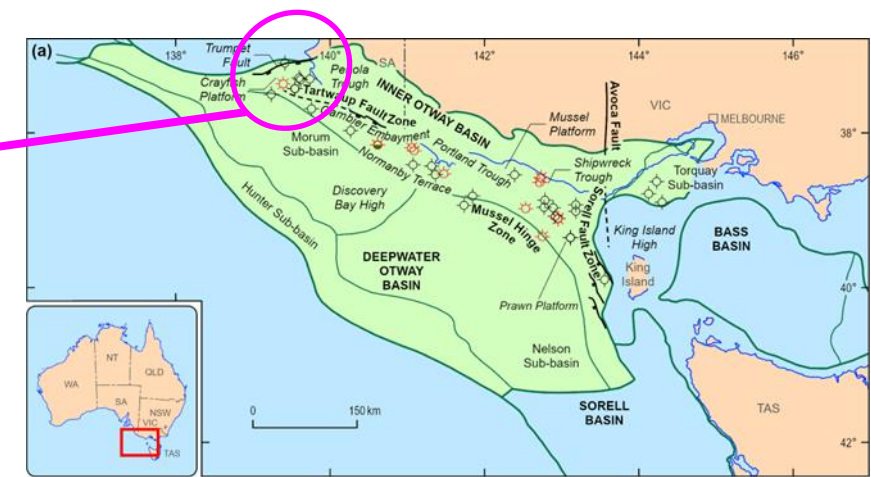 (a)
138°
140°
142°
144°
146°
Trumpet
Fault
SA
Penola
Trough
Crayfish
Platform
Tartwaup Fault Zone
INNER OTWAY BASIN
Avoca Fault
VIC
MELBOURNE
Gambier Embayment
Mussel
Platform
38°
Morum
Sub-basin
Portland Trough
Shipwreck
Trough
Normanby Terrace
Torquay
Sub-basin
Hunter Sub-basin
Discovery
Bay High
Mussel Hinge
Zone
Sorell Fault Zone
King Island
High
BASS
BASIN
DEEPWATER
OTWAY
BASIN
King
Island
40°
Prawn Platform
Nelson
Sub-basin
NT
QLD
WA
SA
NSW
VIC
TAS
0
150 km
SORELL
BASIN
TAS
42°